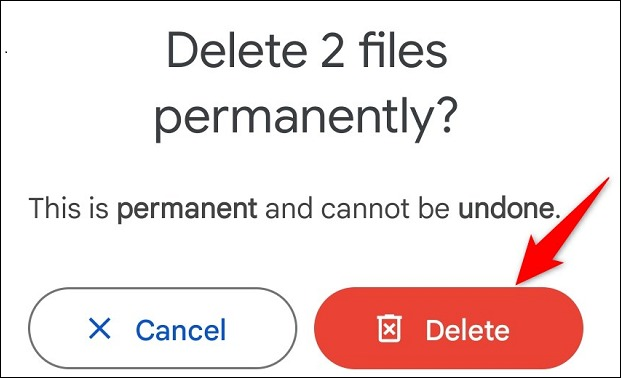 Delete 2 files
permanently?
This is permanent and cannot be undone.
Cancel
Delete